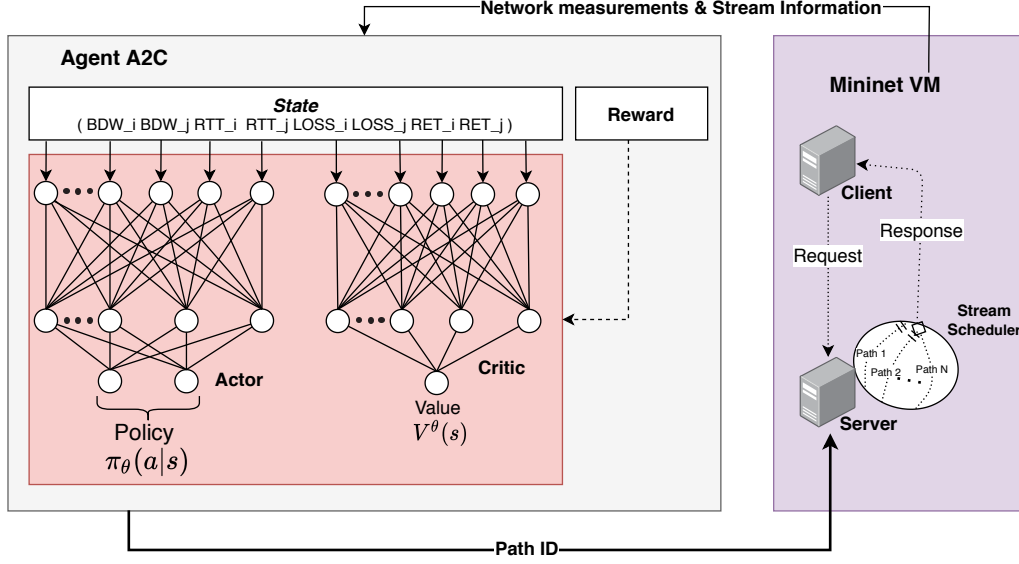 Network measurements & Stream Information
Agent A2C
State
( BDW_i BDW_j RTT_i RTT_j LOSS_i LOSS_j RET_i RET_j )
Reward
Actor
Policy
πθ(a|s)
Critic
Value
V^θ(s)
Mininet VM
Client
Request
Response
Stream
Scheduler
Path 1
Path 2
Path N
Server
Path ID